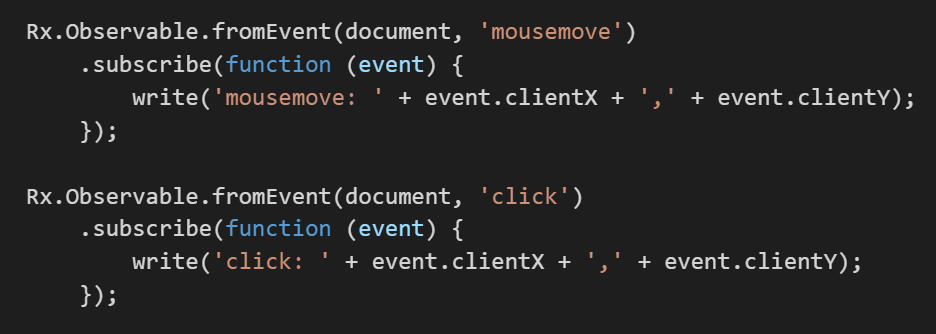 Rx.Observable.fromEvent(document, 'mousemove')
    .subscribe(function (event) {
        write('mousemove: ' + event.clientX + ',' + event.clientY);
    });

Rx.Observable.fromEvent(document, 'click')
    .subscribe(function (event) {
        write('click: ' + event.clientX + ',' + event.clientY);
    });